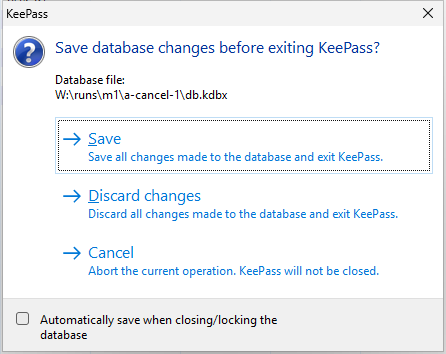 KeePass
Save database changes before exiting KeePass?
Database file:
W:\runs\m1\a-cancel-1\db.kdbx
Save
Save all changes made to the database and exit KeePass.
Discard changes
Discard all changes made to the database and exit KeePass.
Cancel
Abort the current operation. KeePass will not be closed.
Automatically save when closing/locking the
database